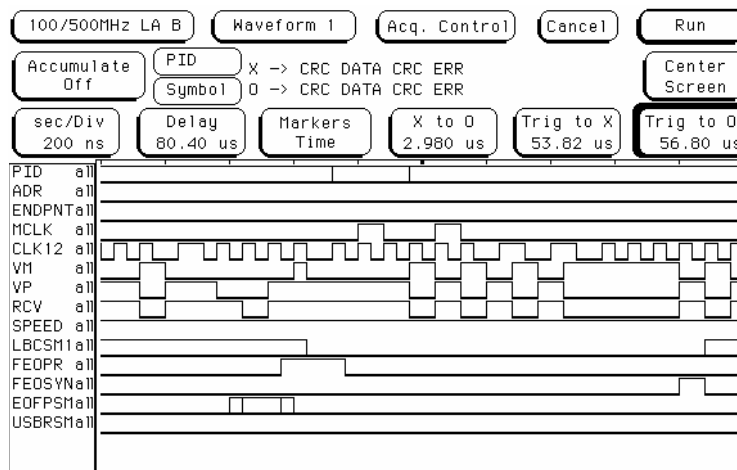 100/500MHz LA B Waveform 1 Acq. Control Cancel Run
Accumulate Off PID X -> CRC DATA CRC ERR Center Screen
Symbol O -> CRC DATA CRC ERR
sec/Div 200 ns Delay 80.40 us Markers Time X to O 2.980 us Trig to X 53.82 us Trig to O 56.80 us
PID all
ADR all
ENDPNTall
MCLK all
CLK12 all
VM all
VP all
RCV all
SPEED all
LBCSM1all
FEOPR all
FEOSYNall
EOFPSMall
USBRSMall